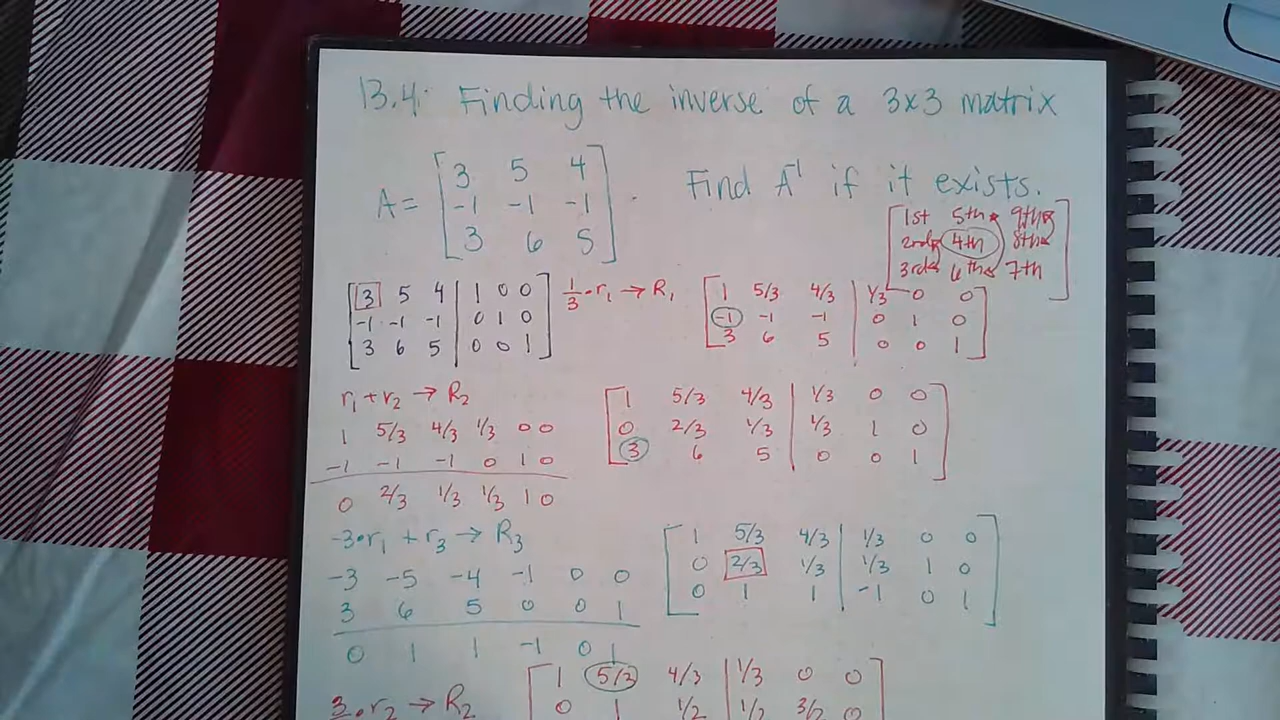 13.4: Finding the inverse of a 3x3 matrix
A = [3 5 4
-1 -1 -1
3 6 5].
Find A⁻¹ if it exists.
[1st 5th 9th
2nd 4th 8th
3rd 6th 7th]
[3 5 4 | 1 0 0
-1 -1 -1 | 0 1 0
3 6 5 | 0 0 1]
1/3 · r₁ → R₁
[1 5/3 4/3 | 1/3 0 0
-1 -1 -1 | 0 1 0
3 6 5 | 0 0 1]
r₁ + r₂ → R₂
1 5/3 4/3 1/3 0 0
-1 -1 -1 0 1 0
0 2/3 1/3 1/3 1 0
[1 5/3 4/3 | 1/3 0 0
0 2/3 1/3 | 1/3 1 0
3 6 5 | 0 0 1]
-3·r₁ + r₃ → R₃
-3 -5 -4 -1 0 0
3 6 5 0 0 1
0 1 1 -1 0 1
[1 5/3 4/3 | 1/3 0 0
0 2/3 1/3 | 1/3 1 0
0 1 1 | -1 0 1]
3 · r₂ → R₂
[1 5/3 4/3 | 1/3 0 0
0 1 1/2 | 1/2 3/2 0